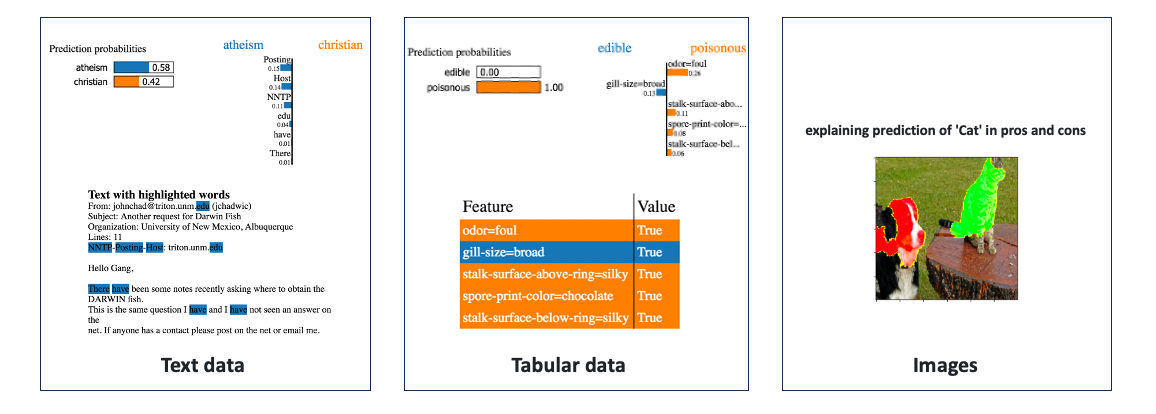 Prediction probabilities
atheism 0.58
christian 0.42
atheism christian
Posting
0.15
Host
0.14
NNTP
0.11
edu
0.04
have
0.01
There
0.01
Text with highlighted words
From: johnchad@triton.unm.edu (jchadwic)
Subject: Another request for Darwin Fish
Organization: University of New Mexico, Albuquerque
Lines: 11
NNTP-Posting-Host: triton.unm.edu
Hello Gang,
There have been some notes recently asking where to obtain the
DARWIN fish.
This is the same question I have and I have not seen an answer on
the
net. If anyone has a contact please post on the net or email me.
Text data
Prediction probabilities
edible 0.00
poisonous 1.00
edible poisonous
odor=foul
0.26
gill-size=broad
0.13
stalk-surface-abo...
0.11
spore-print-color=...
0.08
stalk-surface-bel...
0.06
Feature Value
odor=foul True
gill-size=broad True
stalk-surface-above-ring=silky True
spore-print-color=chocolate True
stalk-surface-below-ring=silky True
Tabular data
explaining prediction of 'Cat' in pros and cons
Images